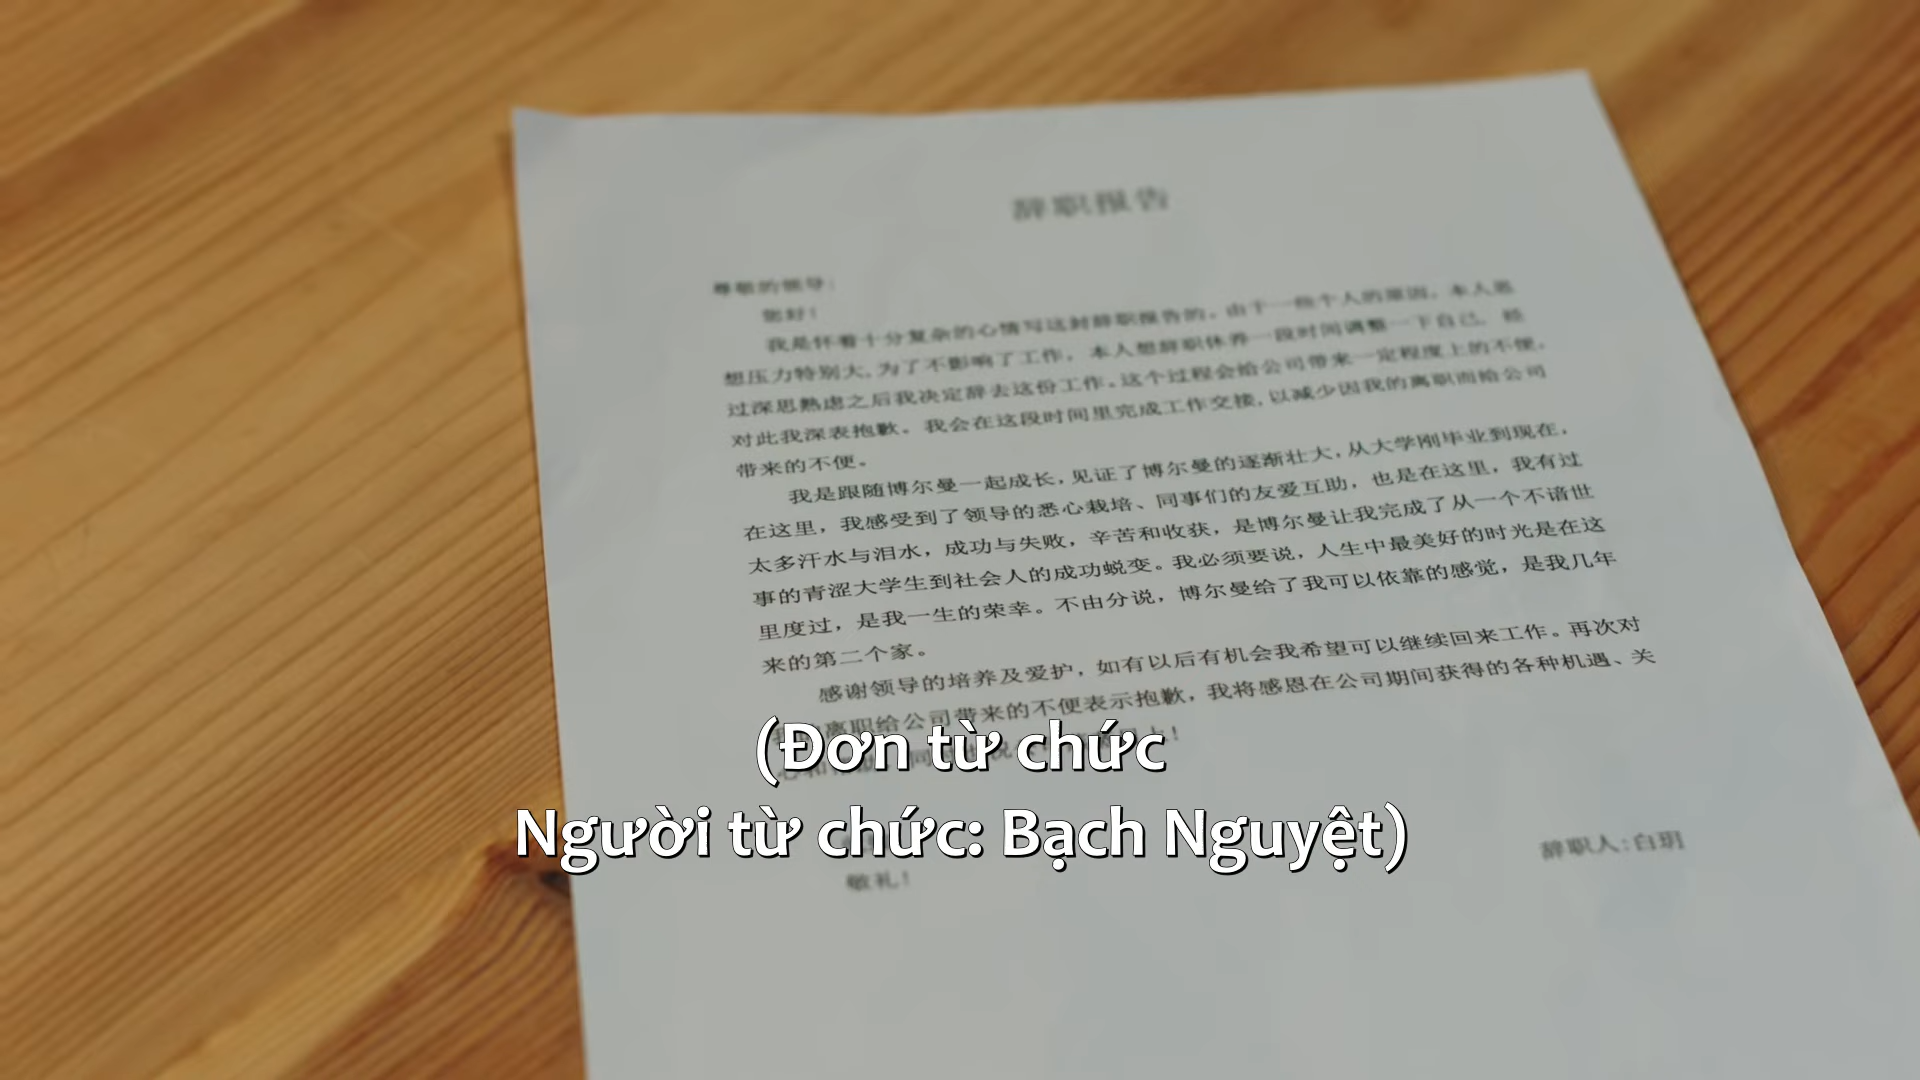 辞职报告
尊敬的领导：
您好！
我是怀着十分复杂的心情写这封辞职报告的。由于一些个人的原因，本人思
想压力特别大，为了不影响了工作，本人想辞职休养一段时间调整一下自己，经
过深思熟虑之后我决定辞去这份工作。这个过程会给公司带来一定程度上的不便，
对此我深表抱歉。我会在这段时间里完成工作交接，以减少因我的离职而给公司
带来的不便。
我是跟随博尔曼一起成长，见证了博尔曼的逐渐壮大，从大学刚毕业到现在，
在这里，我感受到了领导的悉心栽培、同事们的友爱互助，也是在这里，我有过
太多汗水与泪水，成功与失败，辛苦和收获，是博尔曼让我完成了从一个不谙世
事的青涩大学生到社会人的成功蜕变。我必须要说，人生中最美好的时光是在这
里度过，是我一生的荣幸。不由分说，博尔曼给了我可以依靠的感觉，是我几年
来的第二个家。
感谢领导的培养及爱护，如有以后有机会我希望可以继续回来工作。再次对
离职给公司带来的不便表示抱歉，我将感恩在公司期间获得的各种机遇、关
(Đơn từ chức
Người từ chức: Bạch Nguyệt)
辞职人：白玥
敬礼！